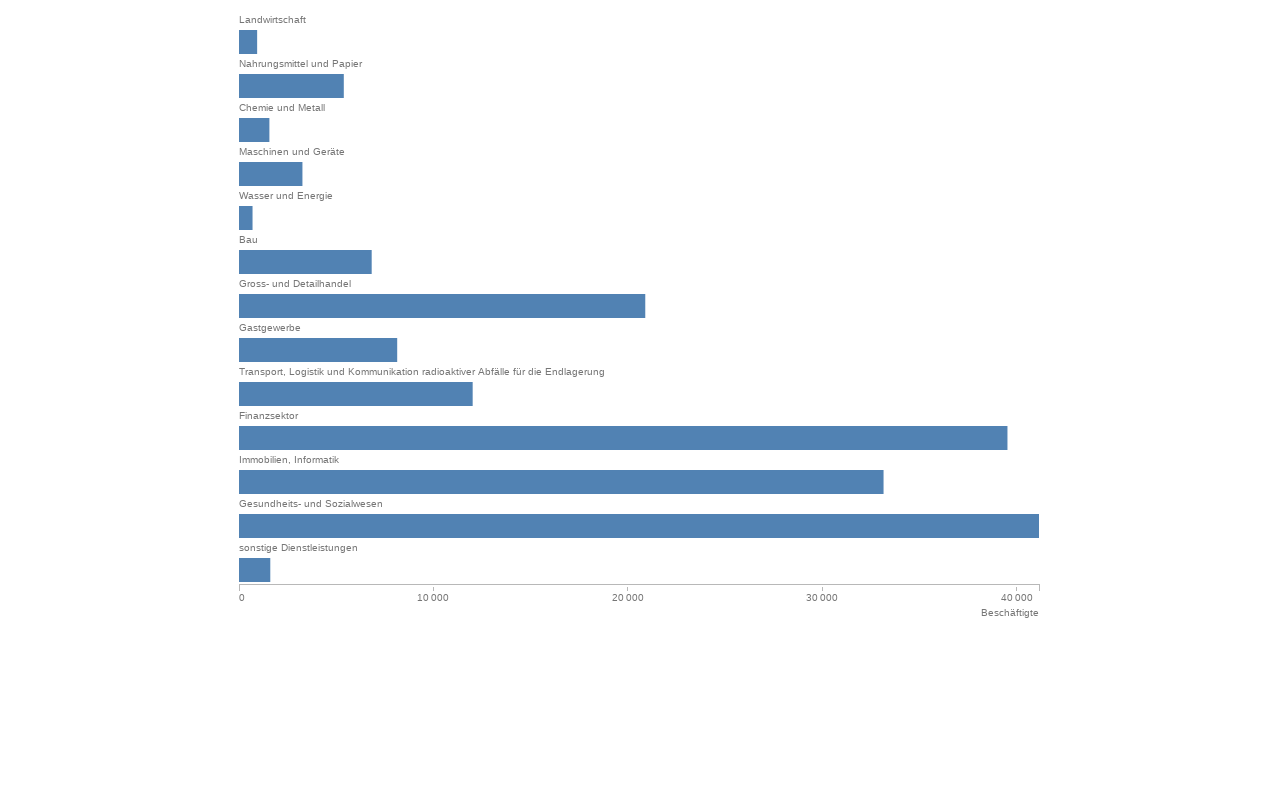 Landwirtschaft
Nahrungsmittel und Papier
Chemie und Metall
Maschinen und Geräte
Wasser und Energie
Bau
Gross- und Detailhandel
Gastgewerbe
Transport, Logistik und Kommunikation radioaktiver Abfälle für die Endlagerung
Finanzsektor
Immobilien, Informatik
Gesundheits- und Sozialwesen
sonstige Dienstleistungen
0 10 000 20 000 30 000 40 000
Beschäftigte